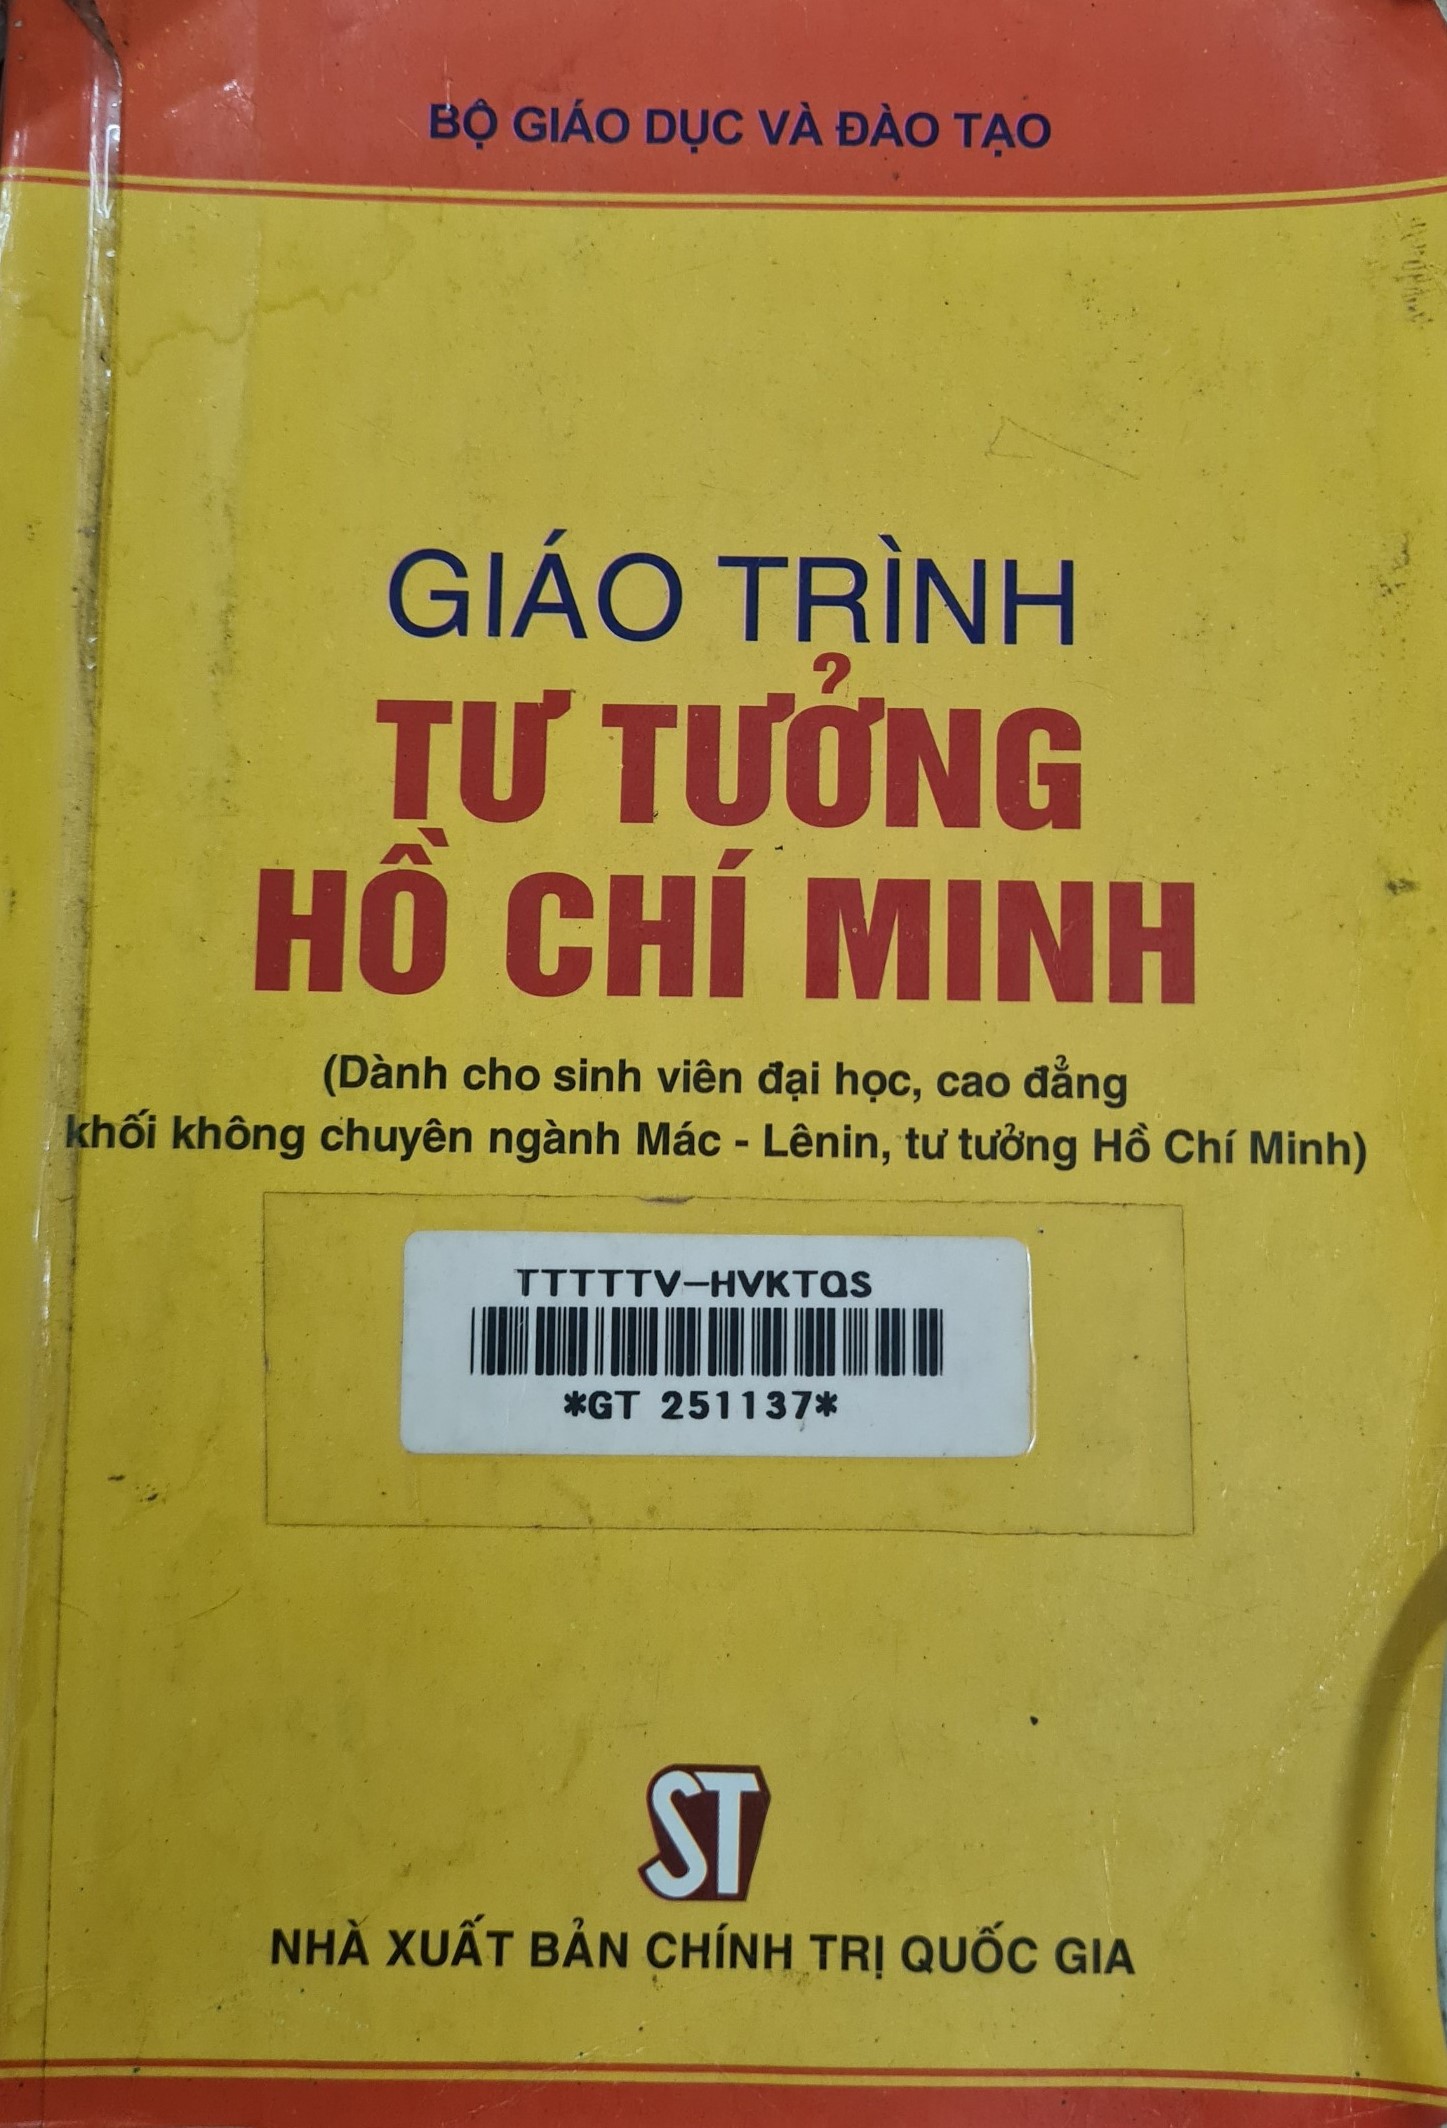 BỘ GIÁO DỤC VÀ ĐÀO TẠO
GIÁO TRÌNH
TƯ TƯỞNG
HỒ CHÍ MINH
(Dành cho sinh viên đại học, cao đẳng
khối không chuyên ngành Mác - Lênin, tư tưởng Hồ Chí Minh)
TTTTTV-HVKTQS
*GT 251137*
ST
NHÀ XUẤT BẢN CHÍNH TRỊ QUỐC GIA